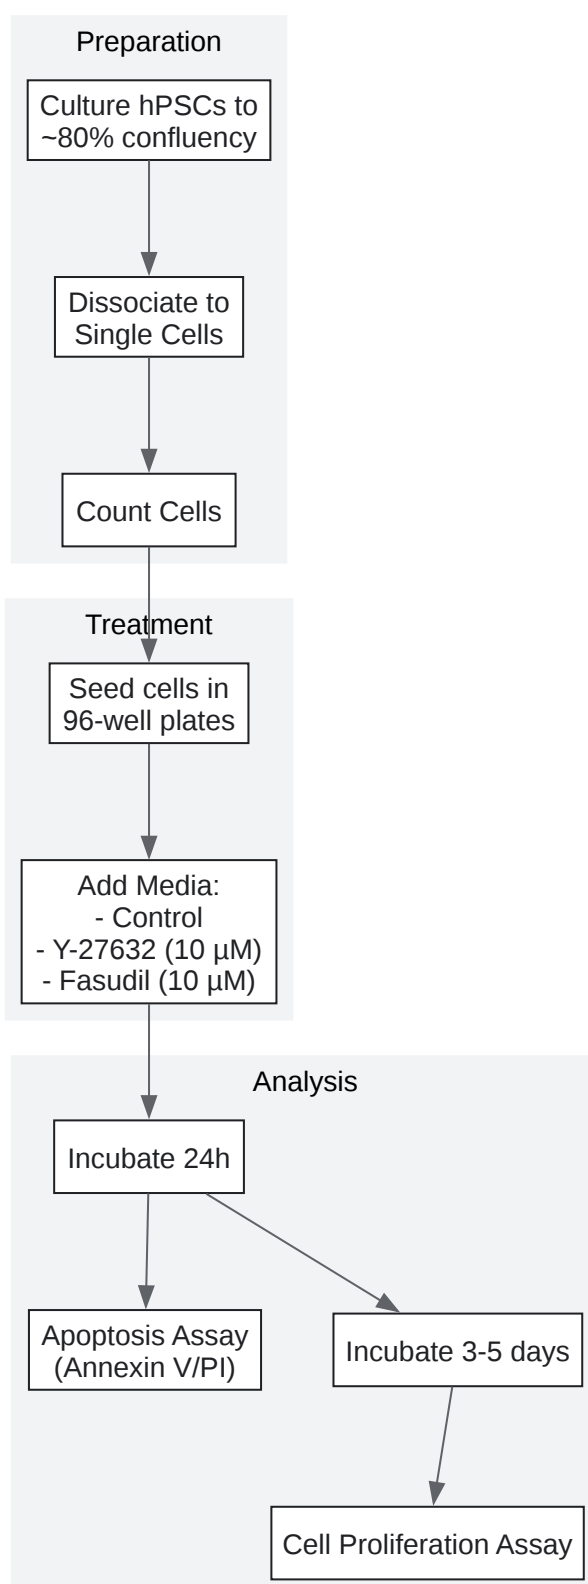 Preparation
Culture hPSCs to
~80% confluency
Dissociate to
Single Cells
Count Cells
Treatment
Seed cells in
96-well plates
Add Media:
- Control
- Y-27632 (10 µM)
- Fasudil (10 µM)
Analysis
Incubate 24h
Apoptosis Assay
(Annexin V/PI)
Incubate 3-5 days
Cell Proliferation Assay